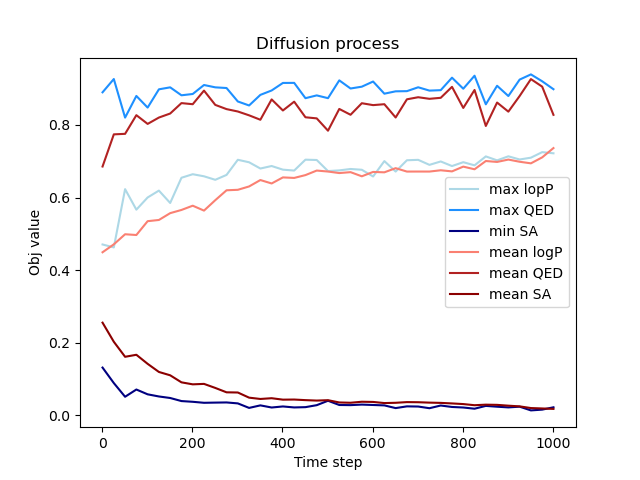 Diffusion process
Obj value
0.8
0.6
0.4
0.2
0.0
max lopP
max QED
min SA
mean logP
mean QED
mean SA
0 200 400 600 800 1000
Time step